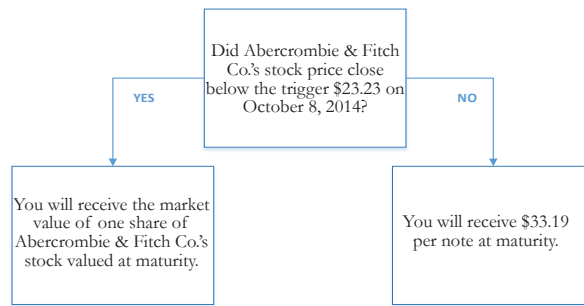 Did Abercrombie & Fitch
Co.'s stock price close
below the trigger $23.23 on
October 8, 2014?
YES
NO
You will receive the market
value of one share of
Abercrombie & Fitch Co.'s
stock valued at maturity.
You will receive $33.19
per note at maturity.